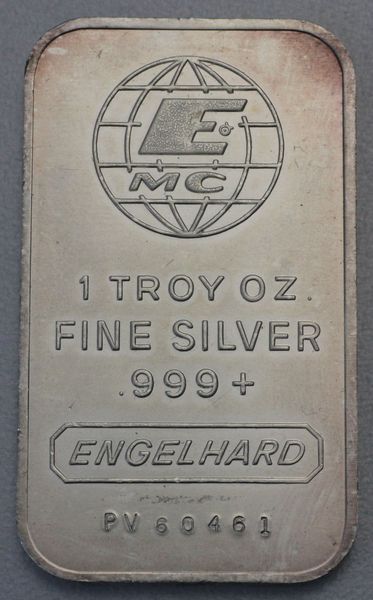 E
MC
1 TROY OZ.
FINE SILVER
.999+
ENGELHARD
PV 60461